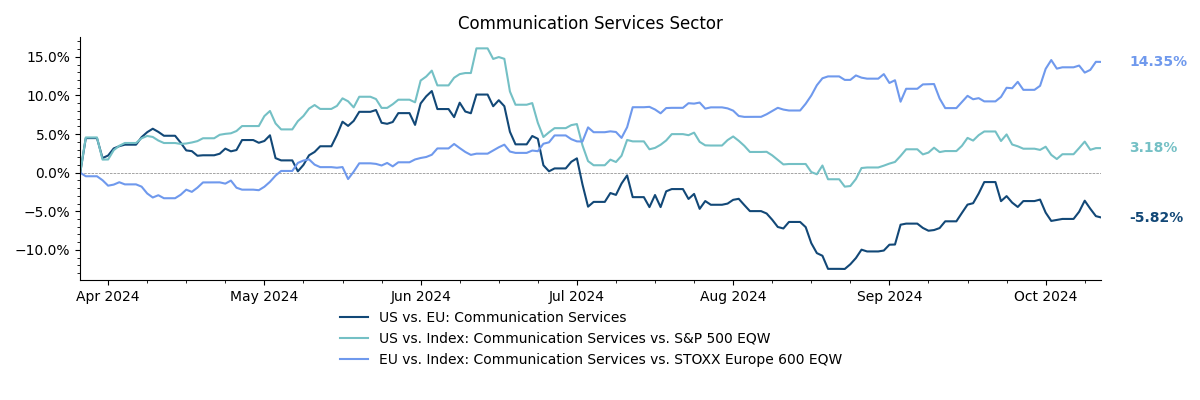 Communication Services Sector
15.0%
10.0%
5.0%
0.0%
−5.0%
−10.0%
14.35%
3.18%
-5.82%
Apr 2024 May 2024 Jun 2024 Jul 2024 Aug 2024 Sep 2024 Oct 2024
US vs. EU: Communication Services
US vs. Index: Communication Services vs. S&P 500 EQW
EU vs. Index: Communication Services vs. STOXX Europe 600 EQW